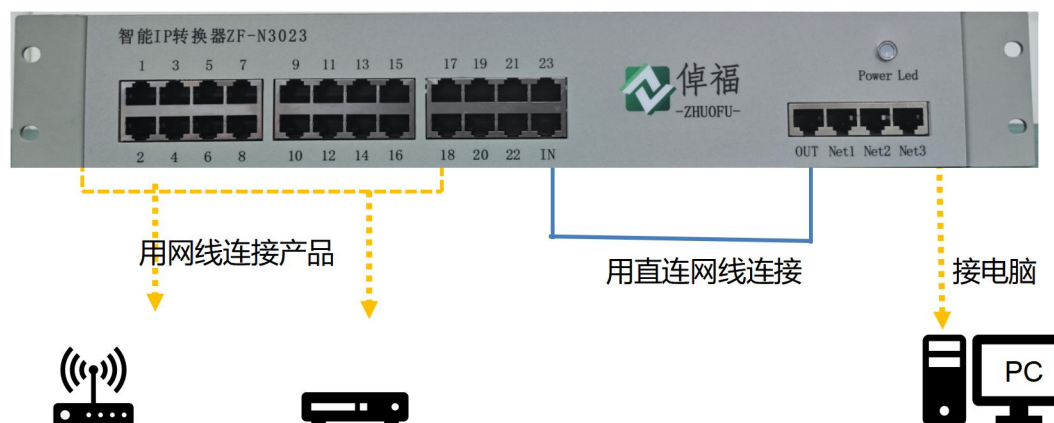 智能IP转换器ZF-N3023
1 3 5 7 9 11 13 15 17 19 21 23
倬福
-ZHUOFU-
Power Led
2 4 6 8 10 12 14 16 18 20 22 IN
OUT Net1 Net2 Net3
用网线连接产品
用直连网线连接
接电脑
PC